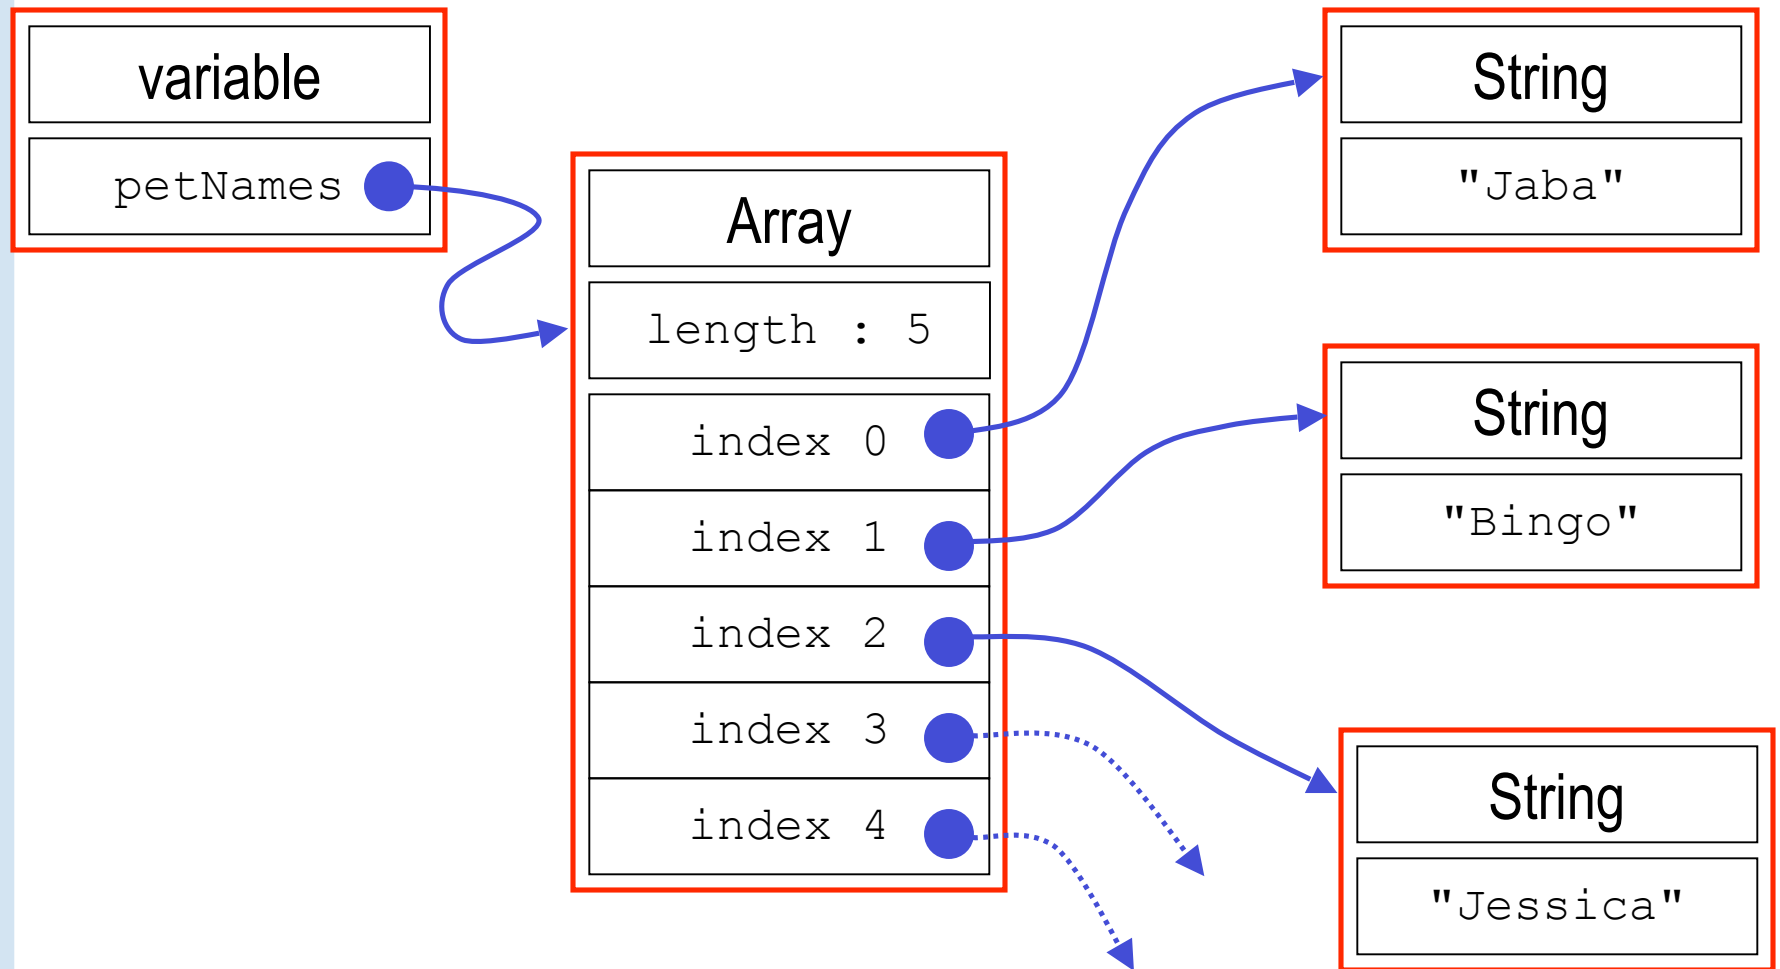 variable
petNames
Array
length : 5
index 0
index 1
index 2
index 3
index 4
String
"Jaba"
String
"Bingo"
String
"Jessica"